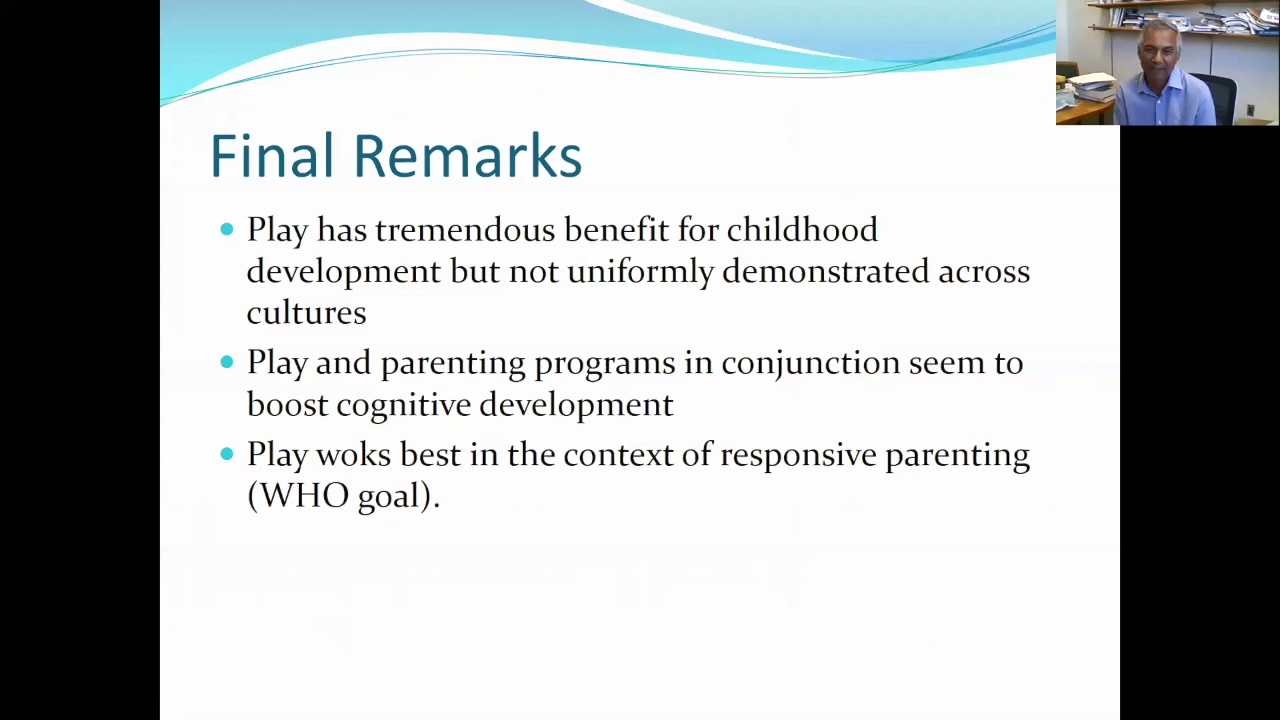 Final Remarks
• Play has tremendous benefit for childhood
development but not uniformly demonstrated across
cultures
• Play and parenting programs in conjunction seem to
boost cognitive development
• Play woks best in the context of responsive parenting
(WHO goal).